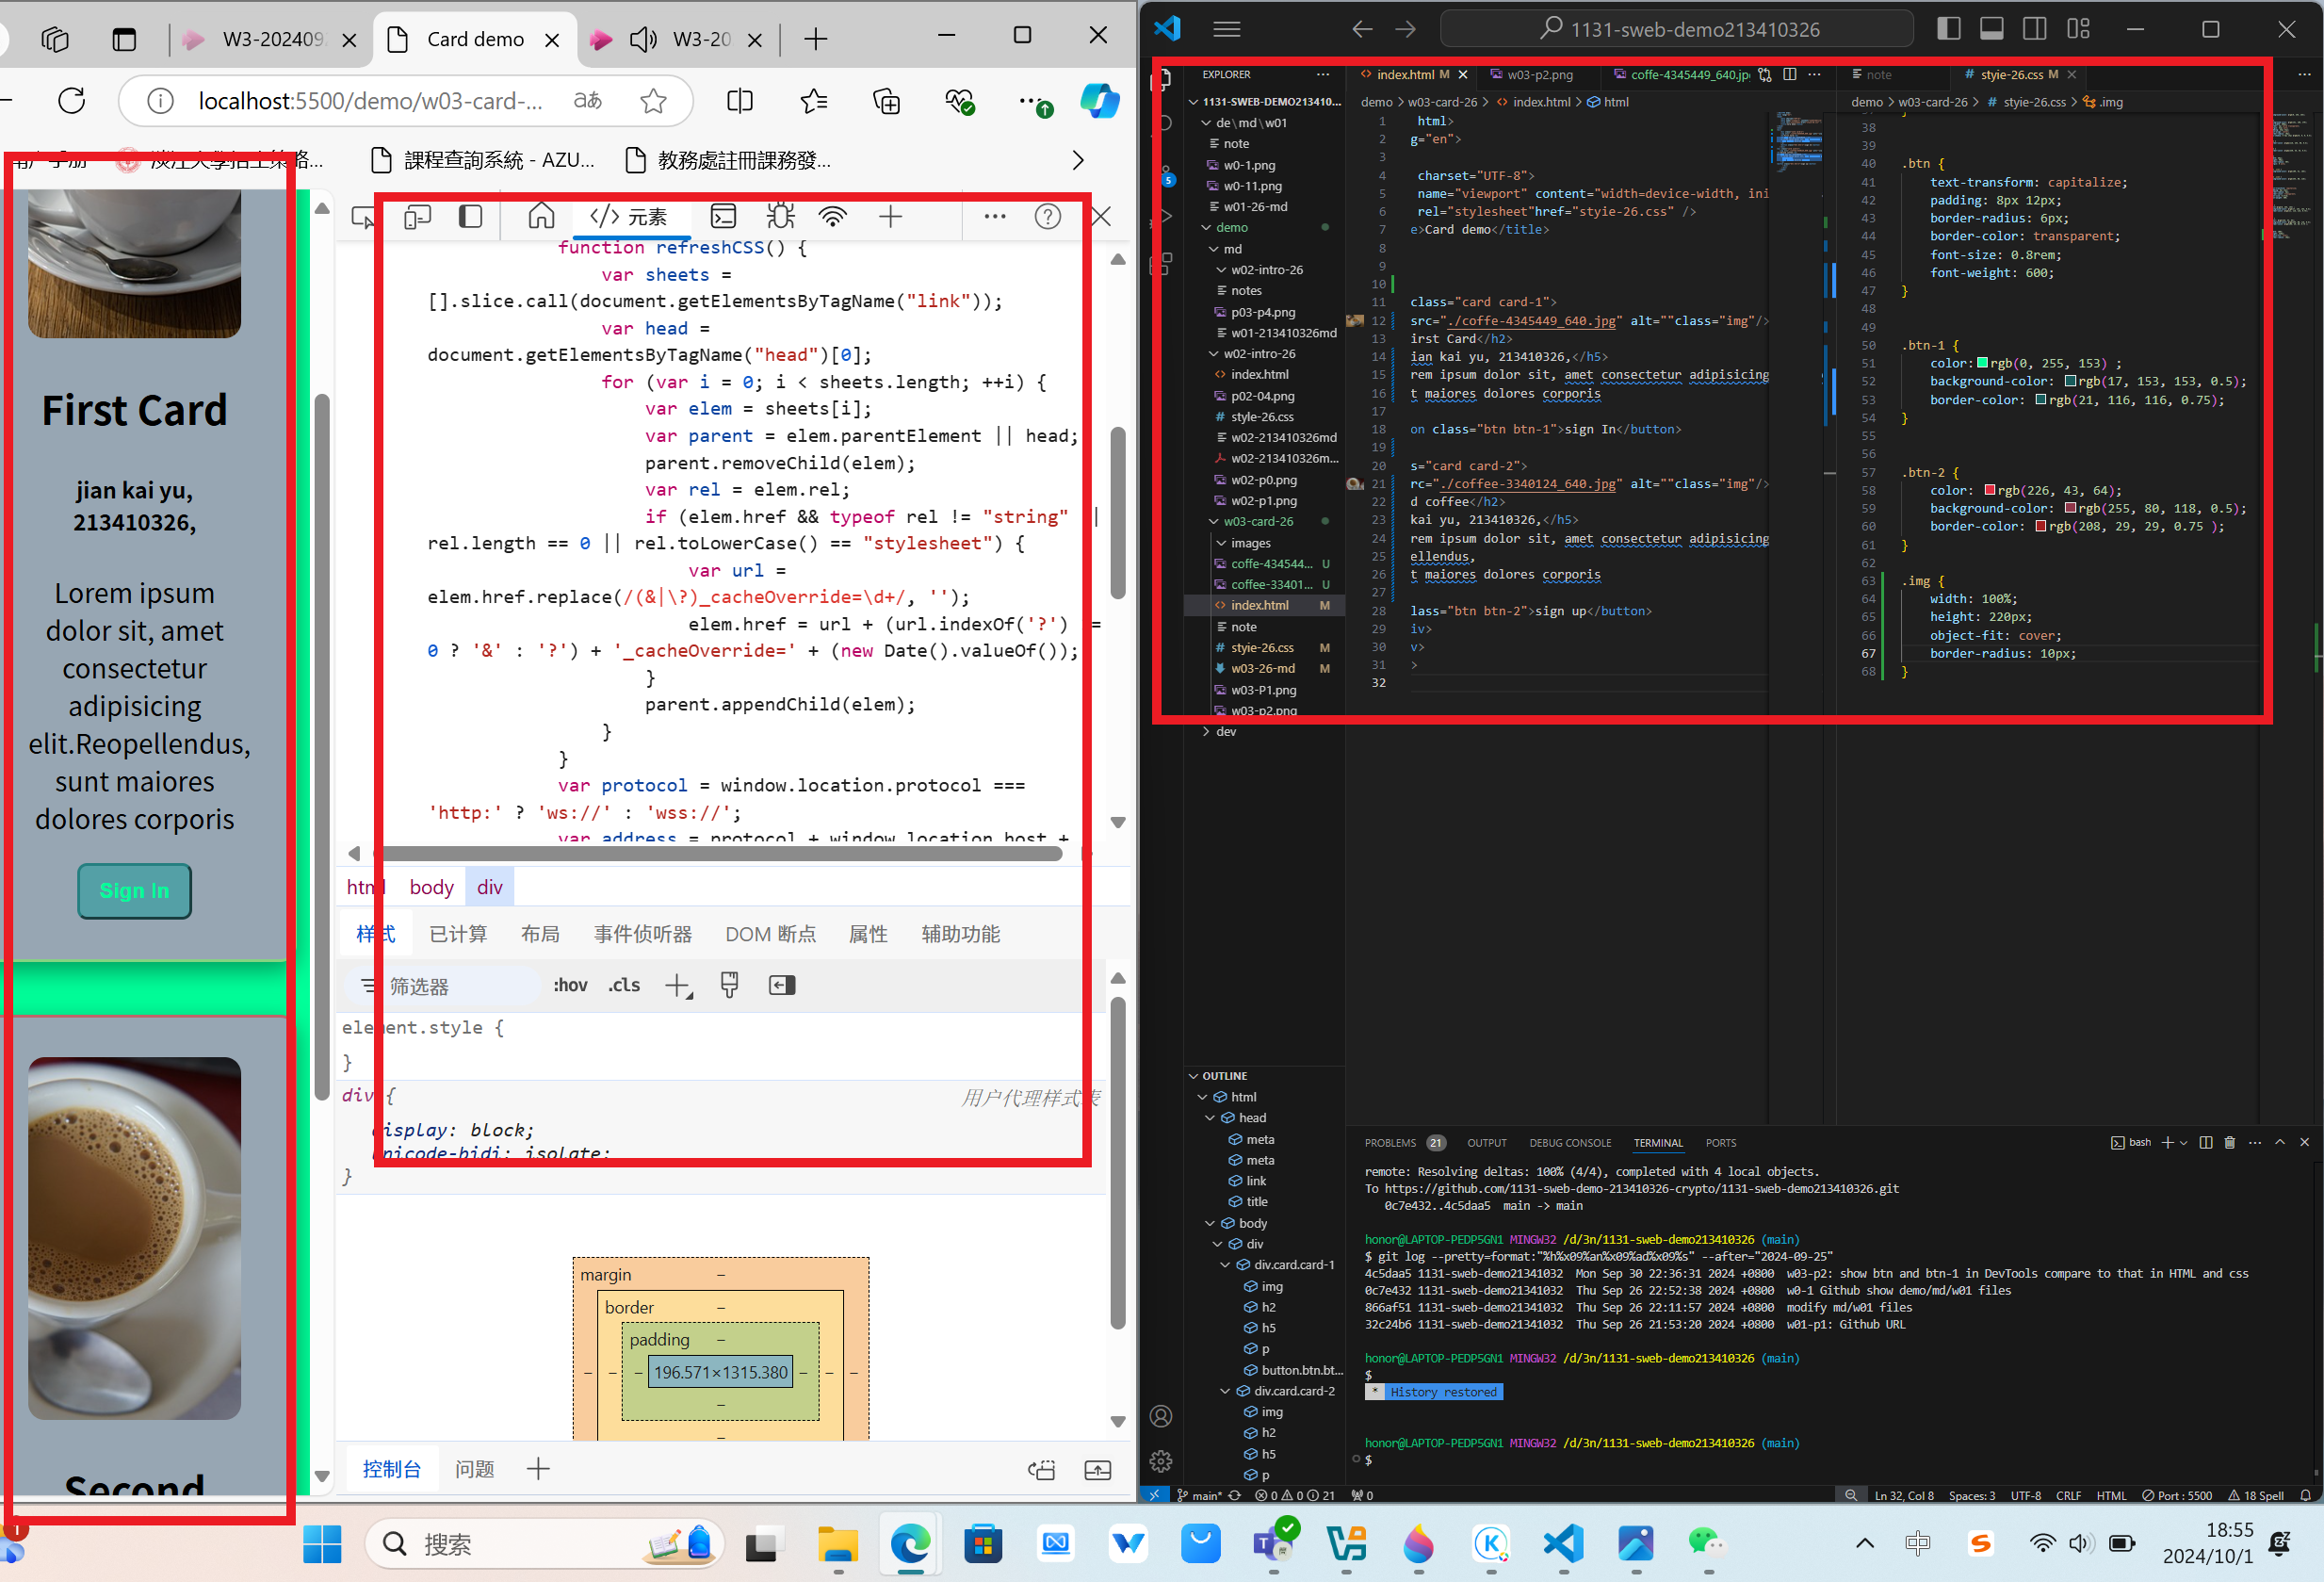 W3-202409
Card demo
W3-20
localhost:5500/demo/w03-card-...
課程查詢系統 - AZU...
教務處註冊課務發...
First Card
jian kai yu,
213410326,
Lorem ipsum
dolor sit, amet
consectetur
adipisicing
elit.Reopellendus,
sunt maiores
dolores corporis
Sign In
Second
元素
function refreshCSS() {
var sheets =
[].slice.call(document.getElementsByTagName("link"));
var head =
document.getElementsByTagName("head")[0];
for (var i = 0; i < sheets.length; ++i) {
var elem = sheets[i];
var parent = elem.parentElement || head;
parent.removeChild(elem);
var rel = elem.rel;
if (elem.href && typeof rel != "string" ||
rel.length == 0 || rel.toLowerCase() == "stylesheet") {
var url =
elem.href.replace(/(&|\?)_cacheOverride=\d+/, '');
elem.href = url + (url.indexOf('?') =
0 ? '&' : '?') + '_cacheOverride=' + (new Date().valueOf());
}
parent.appendChild(elem);
}
}
var protocol = window.location.protocol ===
'http:' ? 'ws://' : 'wss://';
var address = protocol + window.location.host +
html body div
样式 已计算 布局 事件侦听器 DOM 断点 属性 辅助功能
筛选器 :hov .cls
element.style {
}
div { 用户代理样式表
display: block;
unicode-bidi: isolate;
}
margin –
border –
padding –
196.571×1315.380
控制台 问题
1131-sweb-demo213410326
EXPLORER
1131-SWEB-DEMO213410...
de\md\w01
note
w0-1.png
w0-11.png
w01-26-md
demo
md
w02-intro-26
notes
p03-p4.png
w01-213410326md
w02-intro-26
index.html
p02-04.png
style-26.css
w02-213410326md
w02-213410326m...
w02-p0.png
w02-p1.png
w03-card-26
images
coffe-434544... U
coffee-33401... U
index.html M
note
styie-26.css M
w03-26-md M
w03-P1.png
w03-p2.png
dev
OUTLINE
html
head
meta
meta
link
title
body
div
div.card.card-1
img
h2
h5
p
button.btn.bt...
div.card.card-2
img
h2
h5
p
index.html M w03-p2.png coffe-4345449_640.jp
demo > w03-card-26 > index.html > html
1 html>
2 g="en">
3
4 charset="UTF-8">
5 name="viewport" content="width=device-width, ini
6 rel="stylesheet"href="styie-26.css" />
7 e>Card demo</title>
8
9
10
11 class="card card-1">
12 src="./coffe-4345449_640.jpg" alt=""class="img"/>
13 irst Card</h2>
14 ian kai yu, 213410326,</h5>
15 rem ipsum dolor sit, amet consectetur adipisicing
16 t maiores dolores corporis
17
18 on class="btn btn-1">sign In</button>
19
20 s="card card-2">
21 rc="./coffee-3340124_640.jpg" alt=""class="img"/>
22 d coffee</h2>
23 kai yu, 213410326,</h5>
24 rem ipsum dolor sit, amet consectetur adipisicing
25 ellendus,
26 t maiores dolores corporis
27
28 lass="btn btn-2">sign up</button>
29 iv>
30 v>
31 >
32
note styie-26.css M
demo > w03-card-26 > # styie-26.css > .img
38
39
40 .btn {
41 text-transform: capitalize;
42 padding: 8px 12px;
43 border-radius: 6px;
44 border-color: transparent;
45 font-size: 0.8rem;
46 font-weight: 600;
47 }
48
49
50 .btn-1 {
51 color: rgb(0, 255, 153) ;
52 background-color: rgb(17, 153, 153, 0.5);
53 border-color: rgb(21, 116, 116, 0.75);
54 }
55
56
57 .btn-2 {
58 color: rgb(226, 43, 64);
59 background-color: rgb(255, 80, 118, 0.5);
60 border-color: rgb(208, 29, 29, 0.75 );
61 }
62
63 .img {
64 width: 100%;
65 height: 220px;
66 object-fit: cover;
67 border-radius: 10px;
68 }
PROBLEMS 21 OUTPUT DEBUG CONSOLE TERMINAL PORTS bash
remote: Resolving deltas: 100% (4/4), completed with 4 local objects.
To https://github.com/1131-sweb-demo-213410326-crypto/1131-sweb-demo213410326.git
0c7e432..4c5daa5 main -> main
honor@LAPTOP-PEDP5GN1 MINGW32 /d/3n/1131-sweb-demo213410326 (main)
$ git log --pretty=format:"%h%x09%an%x09%ad%x09%s" --after="2024-09-25"
4c5daa5 1131-sweb-demo21341032 Mon Sep 30 22:36:31 2024 +0800 w03-p2: show btn and btn-1 in DevTools compare to that in HTML and css
0c7e432 1131-sweb-demo21341032 Thu Sep 26 22:52:38 2024 +0800 w0-1 Github show demo/md/w01 files
866af51 1131-sweb-demo21341032 Thu Sep 26 22:11:57 2024 +0800 modify md/w01 files
32c24b6 1131-sweb-demo21341032 Thu Sep 26 21:53:20 2024 +0800 w01-p1: Github URL
honor@LAPTOP-PEDP5GN1 MINGW32 /d/3n/1131-sweb-demo213410326 (main)
$
* History restored
honor@LAPTOP-PEDP5GN1 MINGW32 /d/3n/1131-sweb-demo213410326 (main)
$
main* 0 0 21 0 Ln 32, Col 8 Spaces: 3 UTF-8 CRLF HTML Port : 5500 18 Spell
搜索
中
18:55
2024/10/1